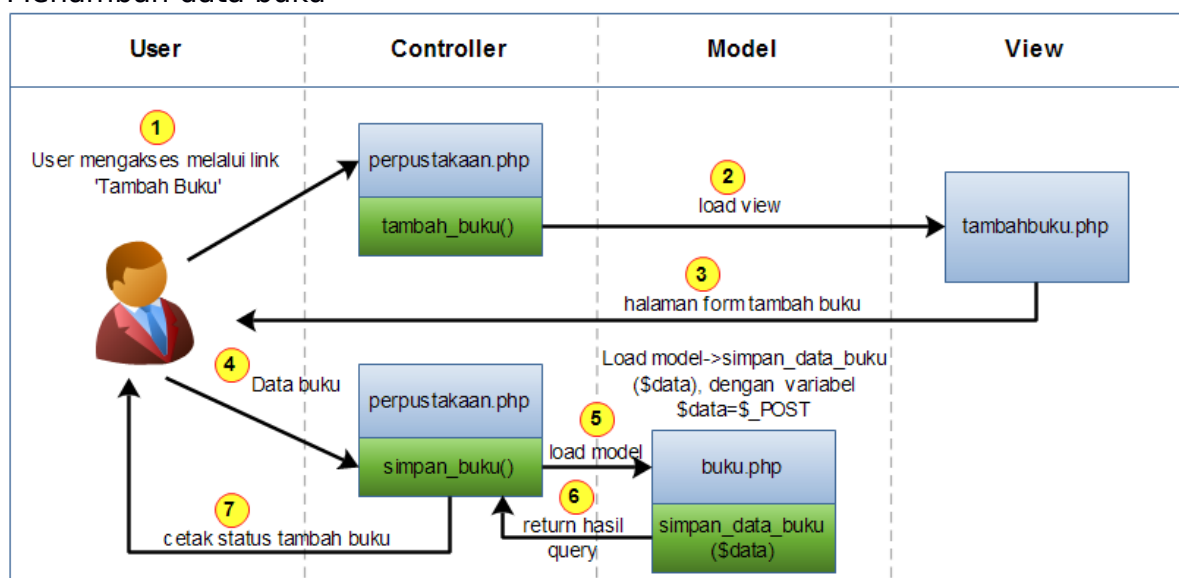 Menambah data buku
User
Controller
Model
View
1
User mengakses melalui link
'Tambah Buku'
perpustakaan.php
tambah_buku()
2
load view
tambahbuku.php
3
halaman form tambah buku
4
Data buku
perpustakaan.php
simpan_buku()
Load model->simpan_data_buku
($data), dengan variabel
$data=$_POST
5
load model
buku.php
simpan_data_buku
($data)
6
return hasil
query
7
cetak status tambah buku